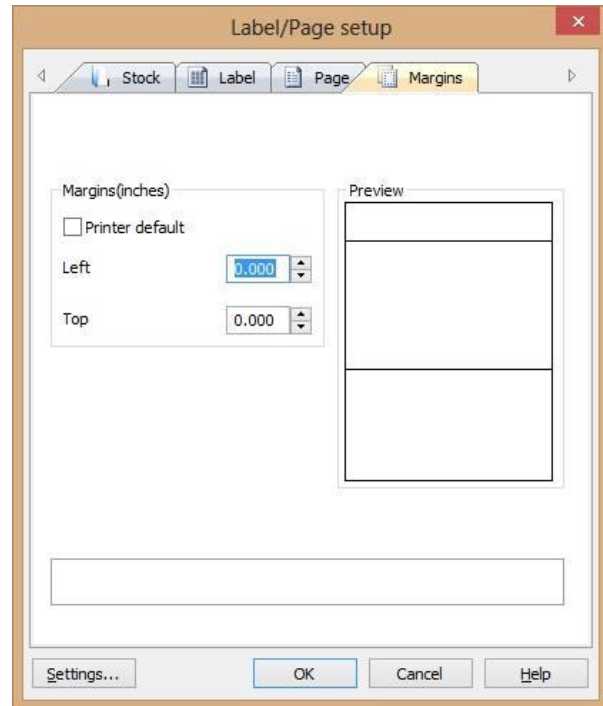 Label/Page setup
Stock Label Page Margins
Margins(inches)
Printer default
Left 0.000
Top 0.000
Preview
Settings... OK Cancel Help